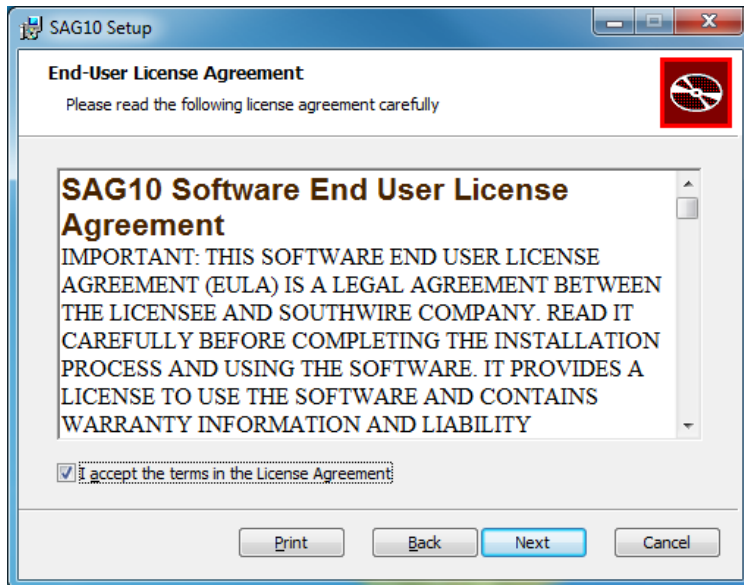 SAG10 Setup
End-User License Agreement
Please read the following license agreement carefully
SAG10 Software End User License
Agreement
IMPORTANT: THIS SOFTWARE END USER LICENSE
AGREEMENT (EULA) IS A LEGAL AGREEMENT BETWEEN
THE LICENSEE AND SOUTHWIRE COMPANY. READ IT
CAREFULLY BEFORE COMPLETING THE INSTALLATION
PROCESS AND USING THE SOFTWARE. IT PROVIDES A
LICENSE TO USE THE SOFTWARE AND CONTAINS
WARRANTY INFORMATION AND LIABILITY
I accept the terms in the License Agreement
Print Back Next Cancel